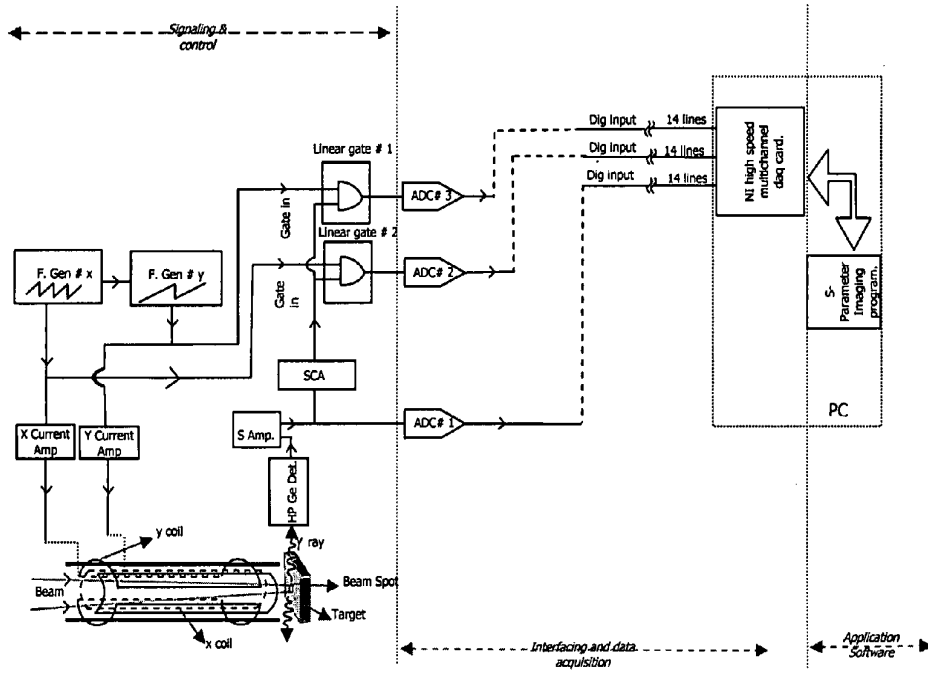 Signaling &
control
Dig Input
14 lines
Dig Input
14 lines
Dig input
14 lines
NI high speed
multichannel
daq card.
Linear gate # 1
Gate in
ADC# 3
Linear gate # 2
Gate
in
ADC# 2
F. Gen # x
F. Gen # y
S-
Parameter
Imaging
program.
SCA
PC
S Amp.
ADC# 1
X Current
Amp
Y Current
Amp
HP Ge Det.
y coil
γ ray
Beam Spot
Beam
Target
x coil
Interfacing and data
acquisition
Application
Software